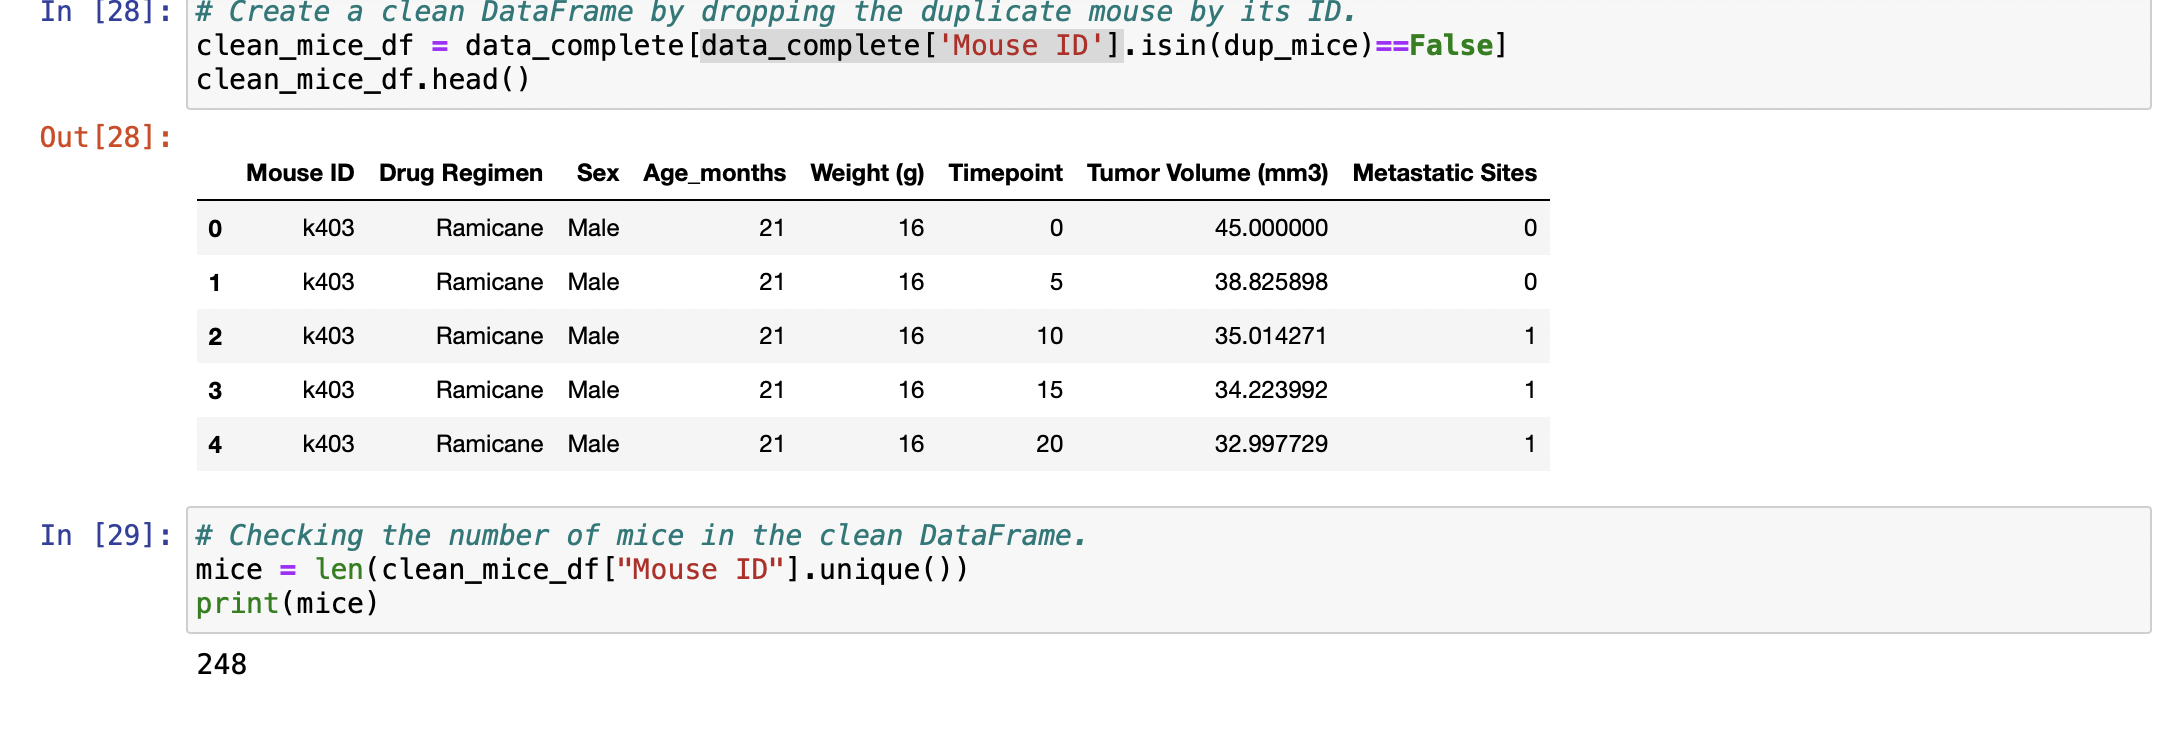 In [28]: # Create a clean DataFrame by dropping the duplicate mouse by its ID.
clean_mice_df = data_complete[data_complete['Mouse ID'].isin(dup_mice)==False]
clean_mice_df.head()
Out[28]:
Mouse ID Drug Regimen Sex Age_months Weight (g) Timepoint Tumor Volume (mm3) Metastatic Sites
0 k403 Ramicane Male 21 16 0 45.000000 0
1 k403 Ramicane Male 21 16 5 38.825898 0
2 k403 Ramicane Male 21 16 10 35.014271 1
3 k403 Ramicane Male 21 16 15 34.223992 1
4 k403 Ramicane Male 21 16 20 32.997729 1
In [29]: # Checking the number of mice in the clean DataFrame.
mice = len(clean_mice_df["Mouse ID"].unique())
print(mice)
248